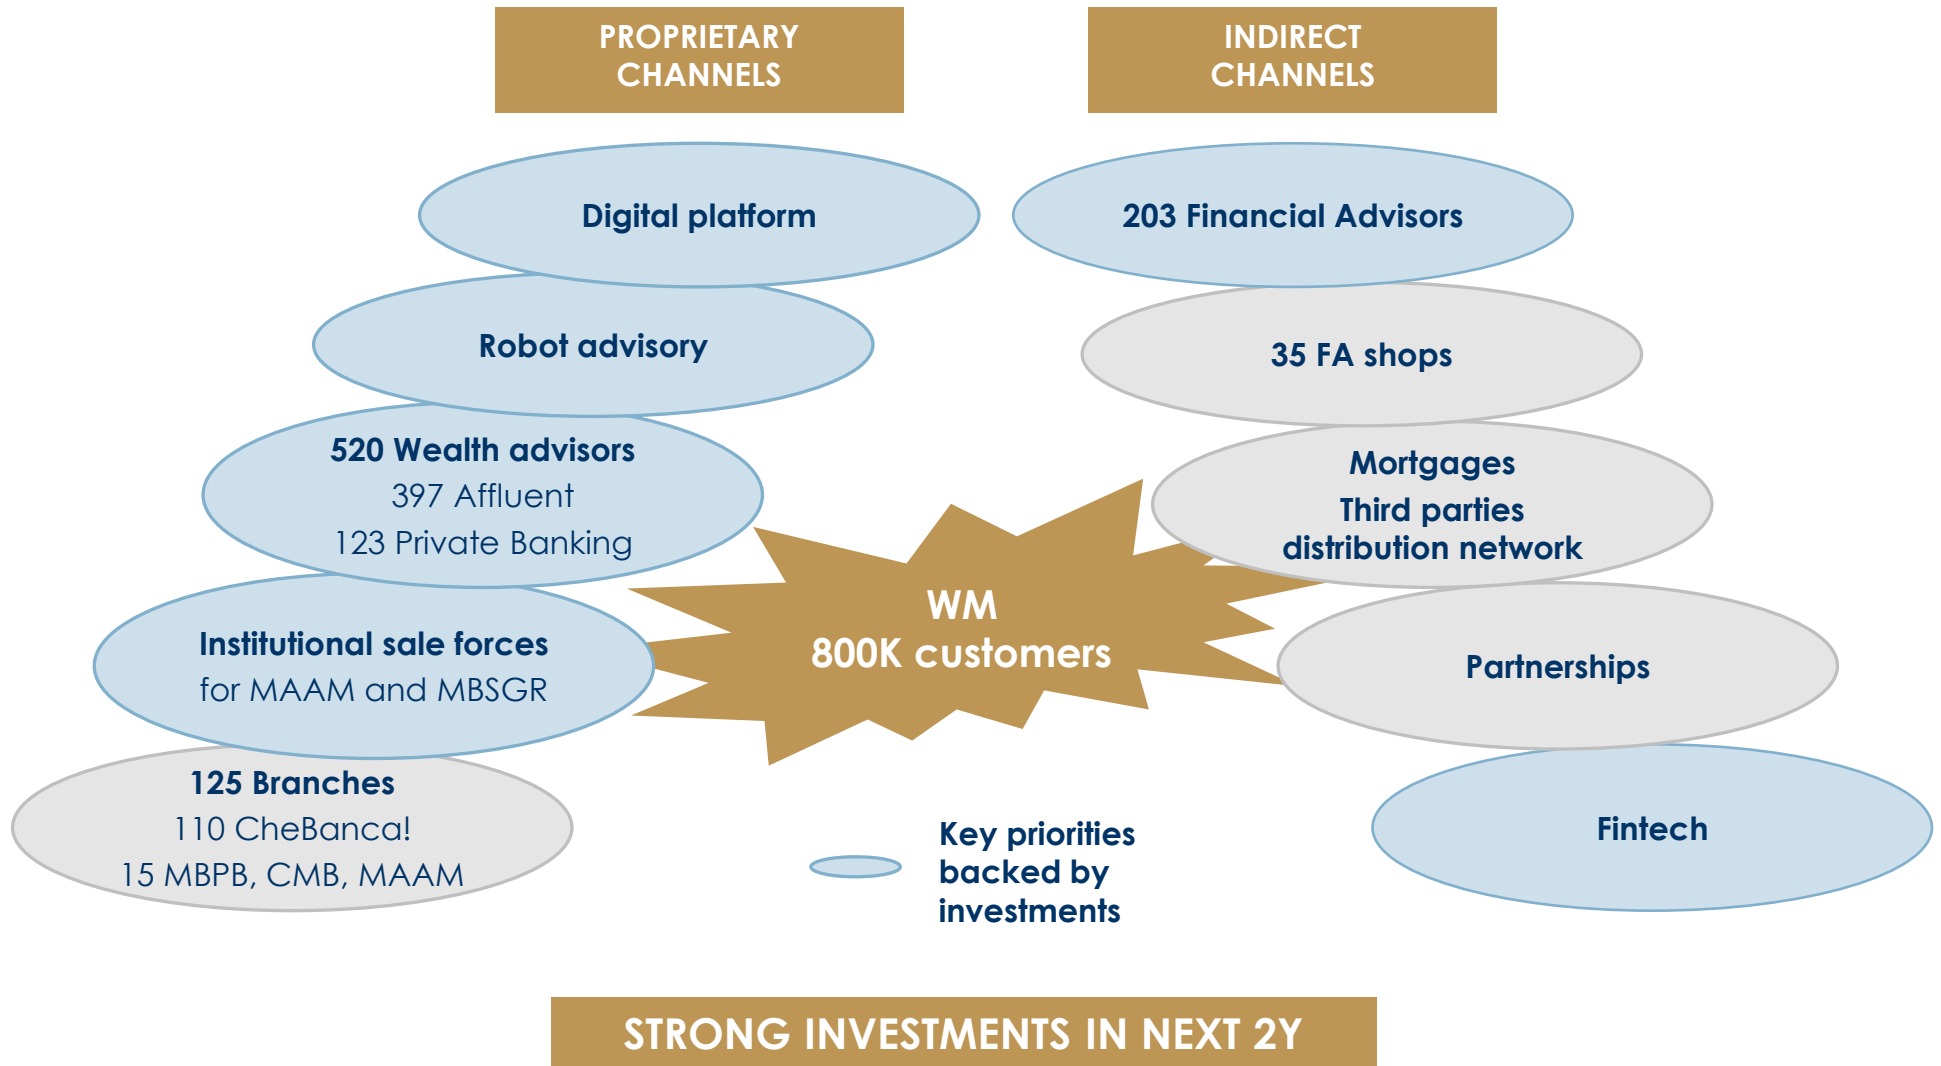 PROPRIETARY
CHANNELS
INDIRECT
CHANNELS
Digital platform
Robot advisory
520 Wealth advisors
397 Affluent
123 Private Banking
Institutional sale forces
for MAAM and MBSGR
125 Branches
110 CheBanca!
15 MBPB, CMB, MAAM
203 Financial Advisors
35 FA shops
Mortgages
Third parties
distribution network
Partnerships
Fintech
WM
800K customers
Key priorities
backed by
investments
STRONG INVESTMENTS IN NEXT 2Y